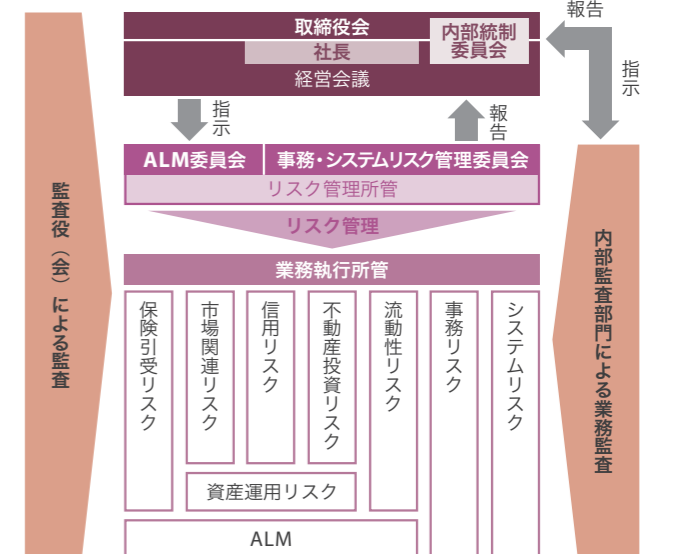 報告
取締役会
内部統制
委員会
社長
経営会議
指示
指示
報告
ALM委員会
事務・システムリスク管理委員会
リスク管理所管
リスク管理
業務執行所管
監査役（会）による監査
保険引受リスク
市場関連リスク
信用リスク
不動産投資リスク
流動性リスク
事務リスク
システムリスク
内部監査部門による業務監査
資産運用リスク
ALM